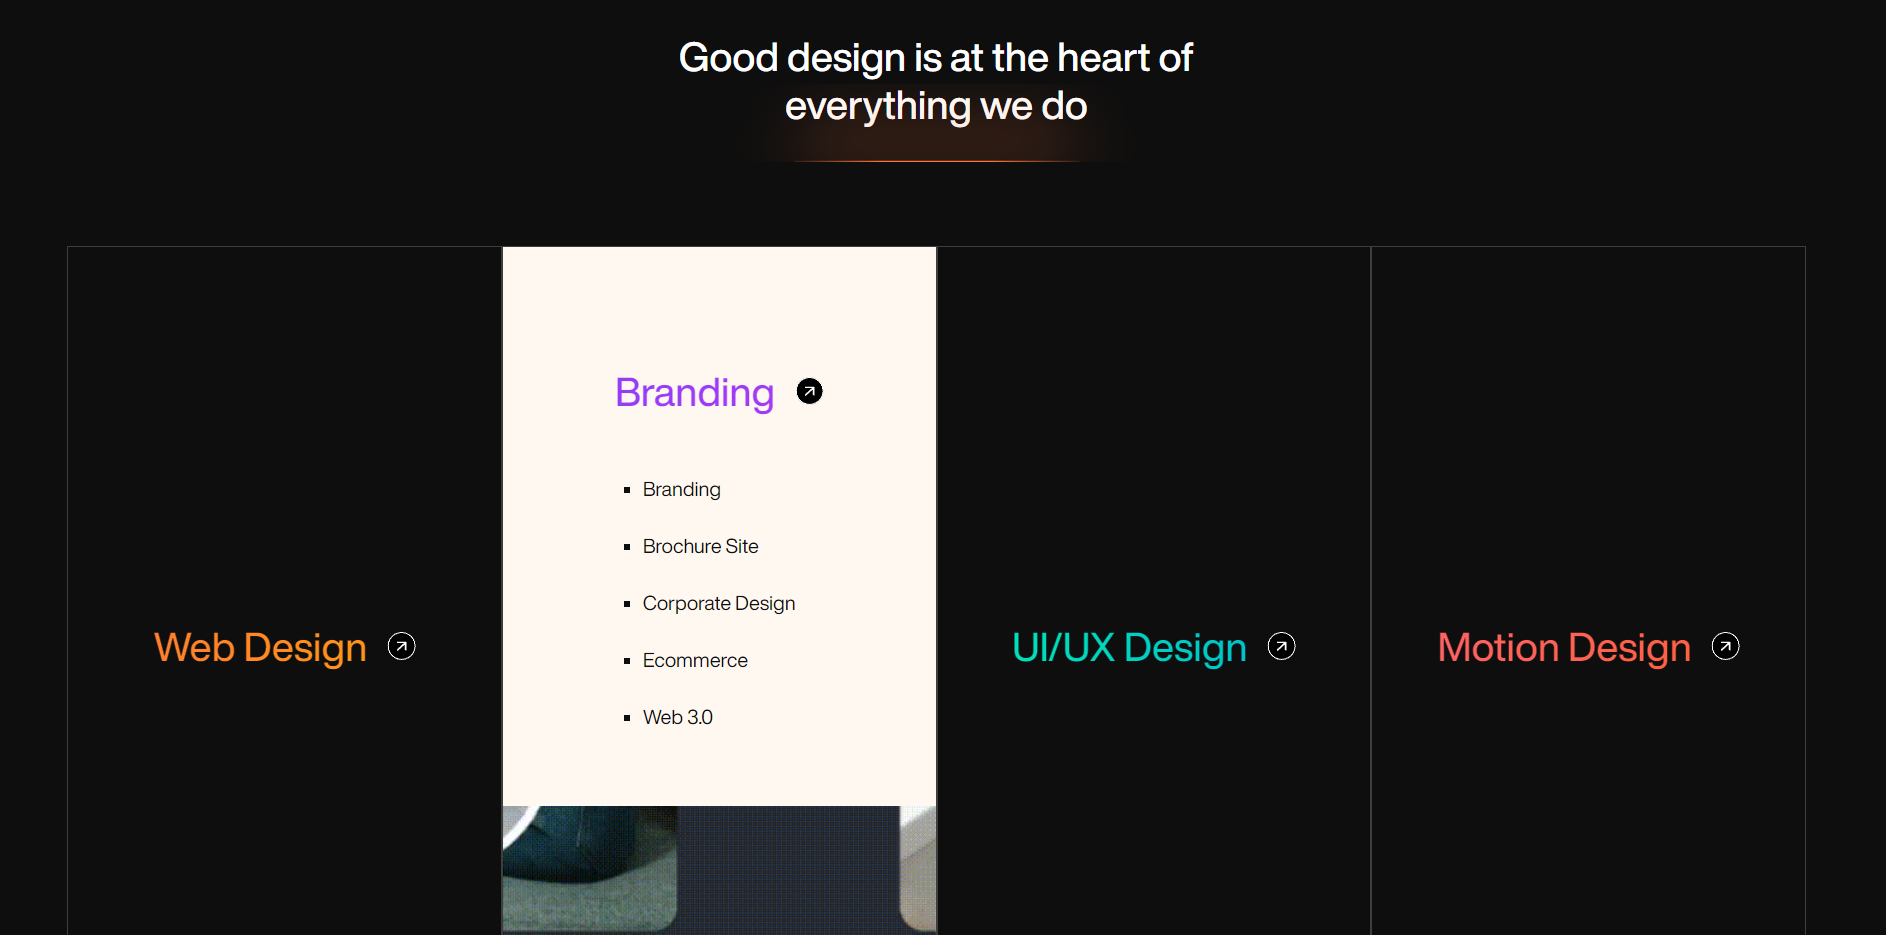 Good design is at the heart of
everything we do
Web Design
Branding
Branding
Brochure Site
Corporate Design
Ecommerce
Web 3.0
UI/UX Design
Motion Design